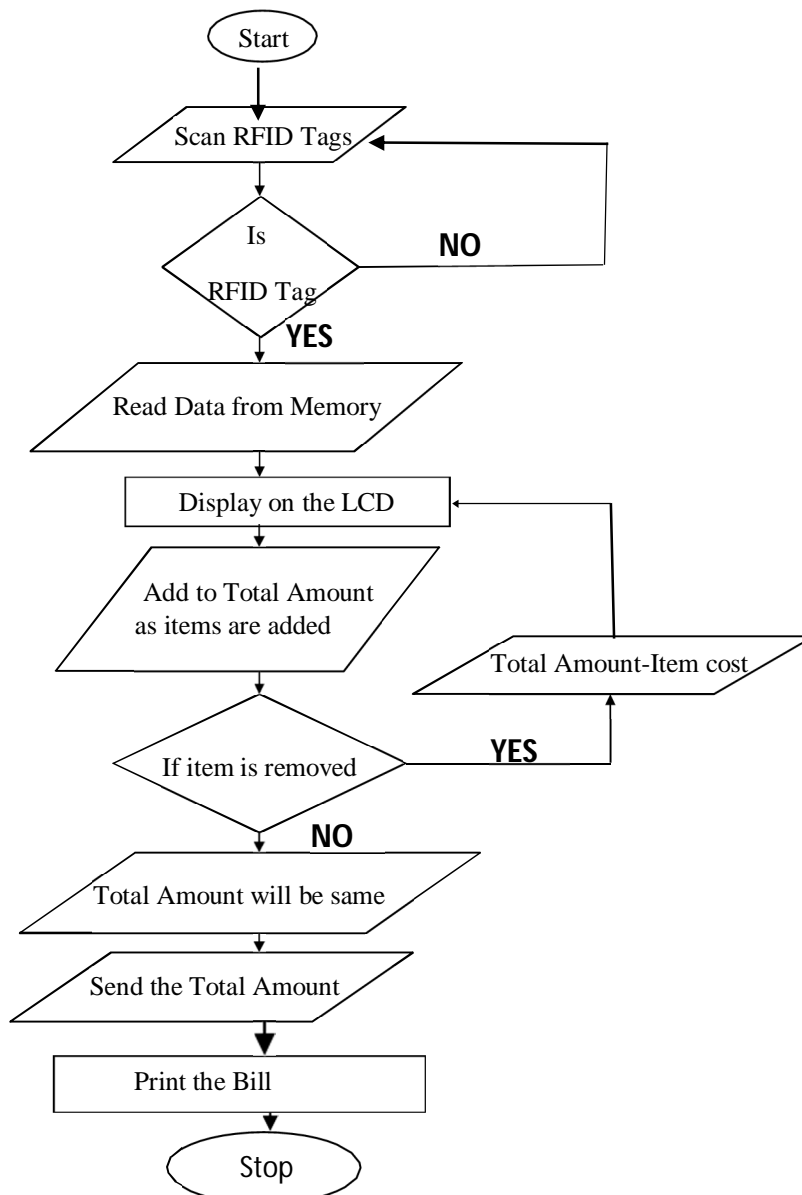 Start
Scan RFID Tags
Is
NO
RFID Tag
YES
Read Data from Memory
Display on the LCD
Add to Total Amount
as items are added
Total Amount-Item cost
If item is removed
YES
NO
Total Amount will be same
Send the Total Amount
Print the Bill
Stop